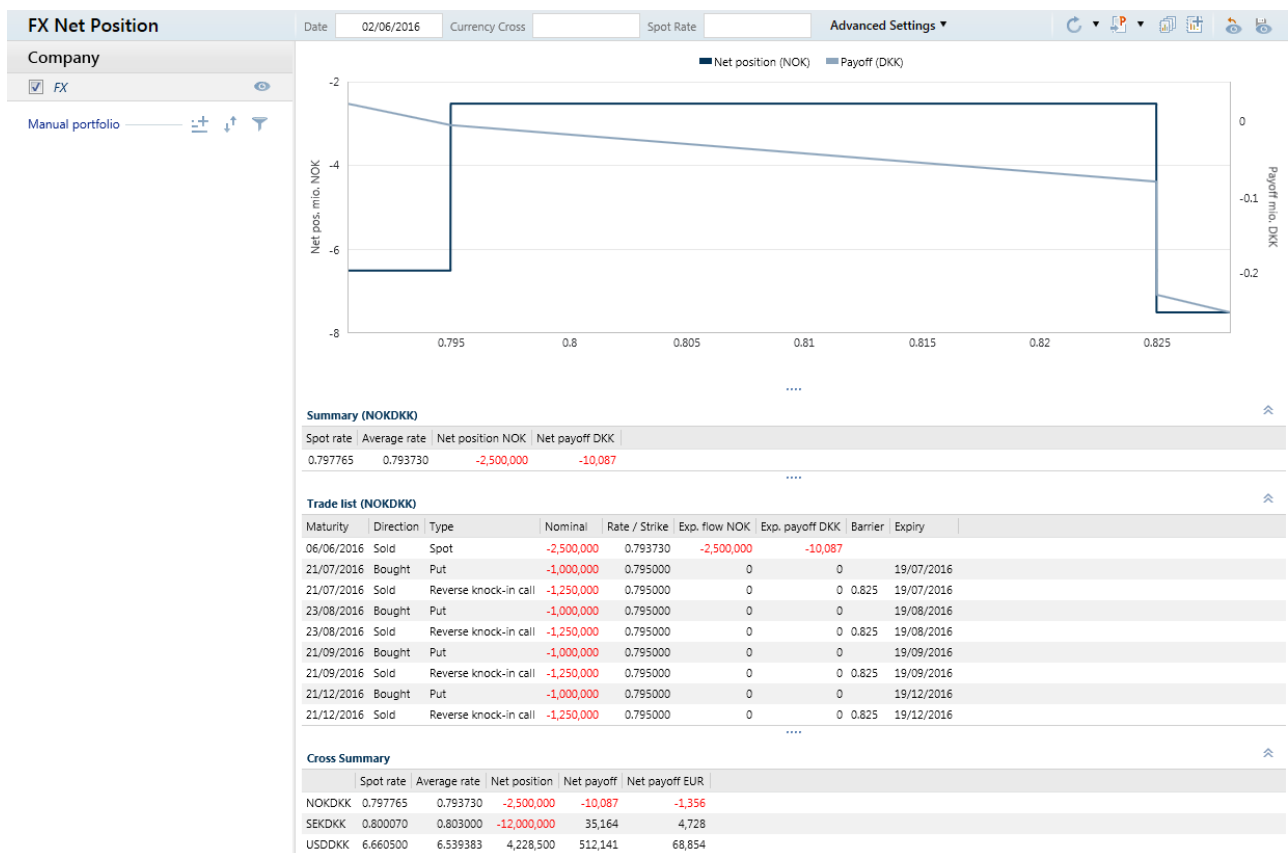 FX Net Position
Date 02/06/2016 Currency Cross Spot Rate Advanced Settings ▼
Company
FX
Manual portfolio
Net position (NOK) Payoff (DKK)
-2
-4
-6
-8
Net pos. mio. NOK
0
-0.1
-0.2
Payoff mio. DKK
0.795 0.8 0.805 0.81 0.815 0.82 0.825
Summary (NOKDKK)
Spot rate Average rate Net position NOK Net payoff DKK
0.797765 0.793730 -2,500,000 -10,087
Trade list (NOKDKK)
Maturity Direction Type Nominal Rate / Strike Exp. flow NOK Exp. payoff DKK Barrier Expiry
06/06/2016 Sold Spot -2,500,000 0.793730 -2,500,000 -10,087
21/07/2016 Bought Put -1,000,000 0.795000 0 0 19/07/2016
21/07/2016 Sold Reverse knock-in call -1,250,000 0.795000 0 0 0.825 19/07/2016
23/08/2016 Bought Put -1,000,000 0.795000 0 0 19/08/2016
23/08/2016 Sold Reverse knock-in call -1,250,000 0.795000 0 0 0.825 19/08/2016
21/09/2016 Bought Put -1,000,000 0.795000 0 0 19/09/2016
21/09/2016 Sold Reverse knock-in call -1,250,000 0.795000 0 0 0.825 19/09/2016
21/12/2016 Bought Put -1,000,000 0.795000 0 0 19/12/2016
21/12/2016 Sold Reverse knock-in call -1,250,000 0.795000 0 0 0.825 19/12/2016
Cross Summary
Spot rate Average rate Net position Net payoff Net payoff EUR
NOKDKK 0.797765 0.793730 -2,500,000 -10,087 -1,356
SEKDKK 0.800070 0.803000 -12,000,000 35,164 4,728
USDDKK 6.660500 6.539383 4,228,500 512,141 68,854